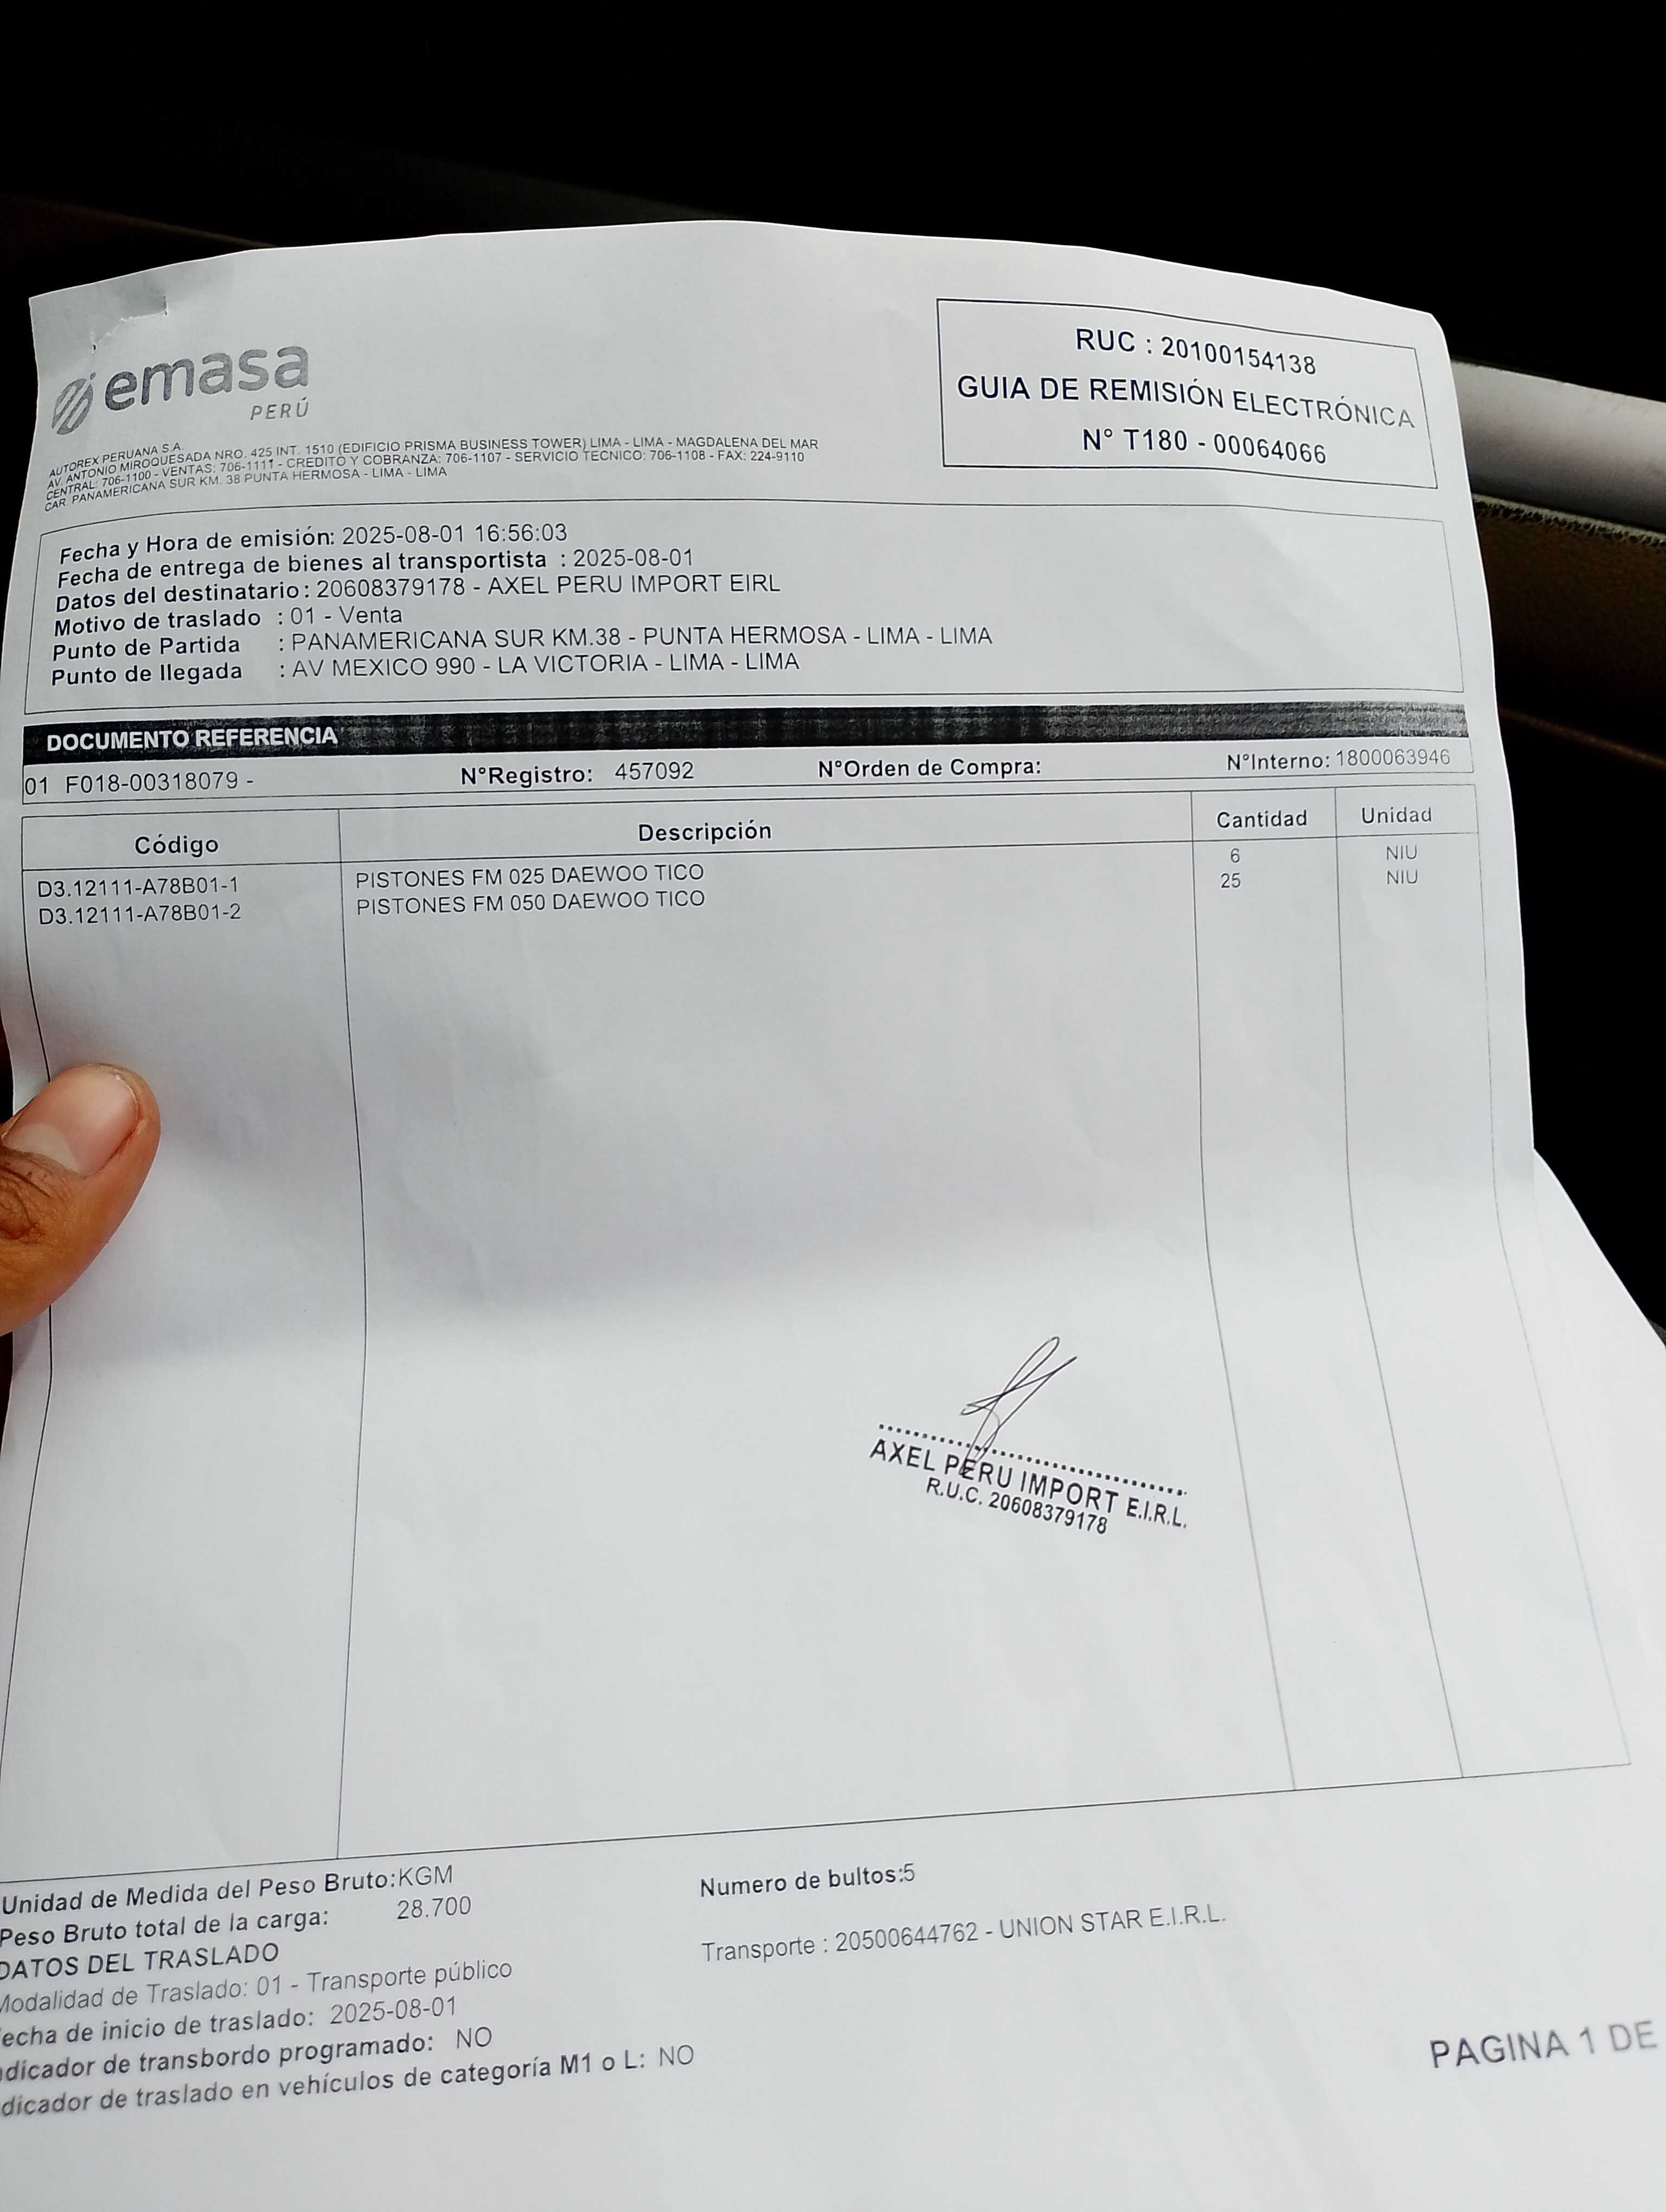 emasa
PERÚ
AUTOREX PERUANA S.A.
AV. ANTONIO MIROQUESADA NRO. 425 INT. 1510 (EDIFICIO PRISMA BUSINESS TOWER) LIMA - LIMA - MAGDALENA DEL MAR
CENTRAL: 706-1100 - VENTAS: 706-1111 - CREDITO Y COBRANZA: 706-1107 - SERVICIO TECNICO: 706-1108 - FAX: 224-9110
CAR. PANAMERICANA SUR KM. 38 PUNTA HERMOSA - LIMA - LIMA
RUC : 20100154138
GUIA DE REMISIÓN ELECTRÓNICA
N° T180 - 00064066
Fecha y Hora de emisión: 2025-08-01 16:56:03
Fecha de entrega de bienes al transportista : 2025-08-01
Datos del destinatario : 20608379178 - AXEL PERU IMPORT EIRL
Motivo de traslado : 01 - Venta
Punto de Partida : PANAMERICANA SUR KM.38 - PUNTA HERMOSA - LIMA - LIMA
Punto de llegada : AV MEXICO 990 - LA VICTORIA - LIMA - LIMA
DOCUMENTO REFERENCIA
01 F018-00318079 - N°Registro: 457092 N°Orden de Compra: N°Interno: 1800063946
Código Descripción Cantidad Unidad
D3.12111-A78B01-1 PISTONES FM 025 DAEWOO TICO 6 NIU
D3.12111-A78B01-2 PISTONES FM 050 DAEWOO TICO 25 NIU
AXEL PERU IMPORT E.I.R.L.
R.U.C. 20608379178
Unidad de Medida del Peso Bruto:KGM Numero de bultos:5
Peso Bruto total de la carga: 28.700
DATOS DEL TRASLADO Transporte : 20500644762 - UNION STAR E.I.R.L.
Modalidad de Traslado: 01 - Transporte público
echa de inicio de traslado: 2025-08-01
ndicador de transbordo programado: NO
dicador de traslado en vehículos de categoría M1 o L: NO
PAGINA 1 DE